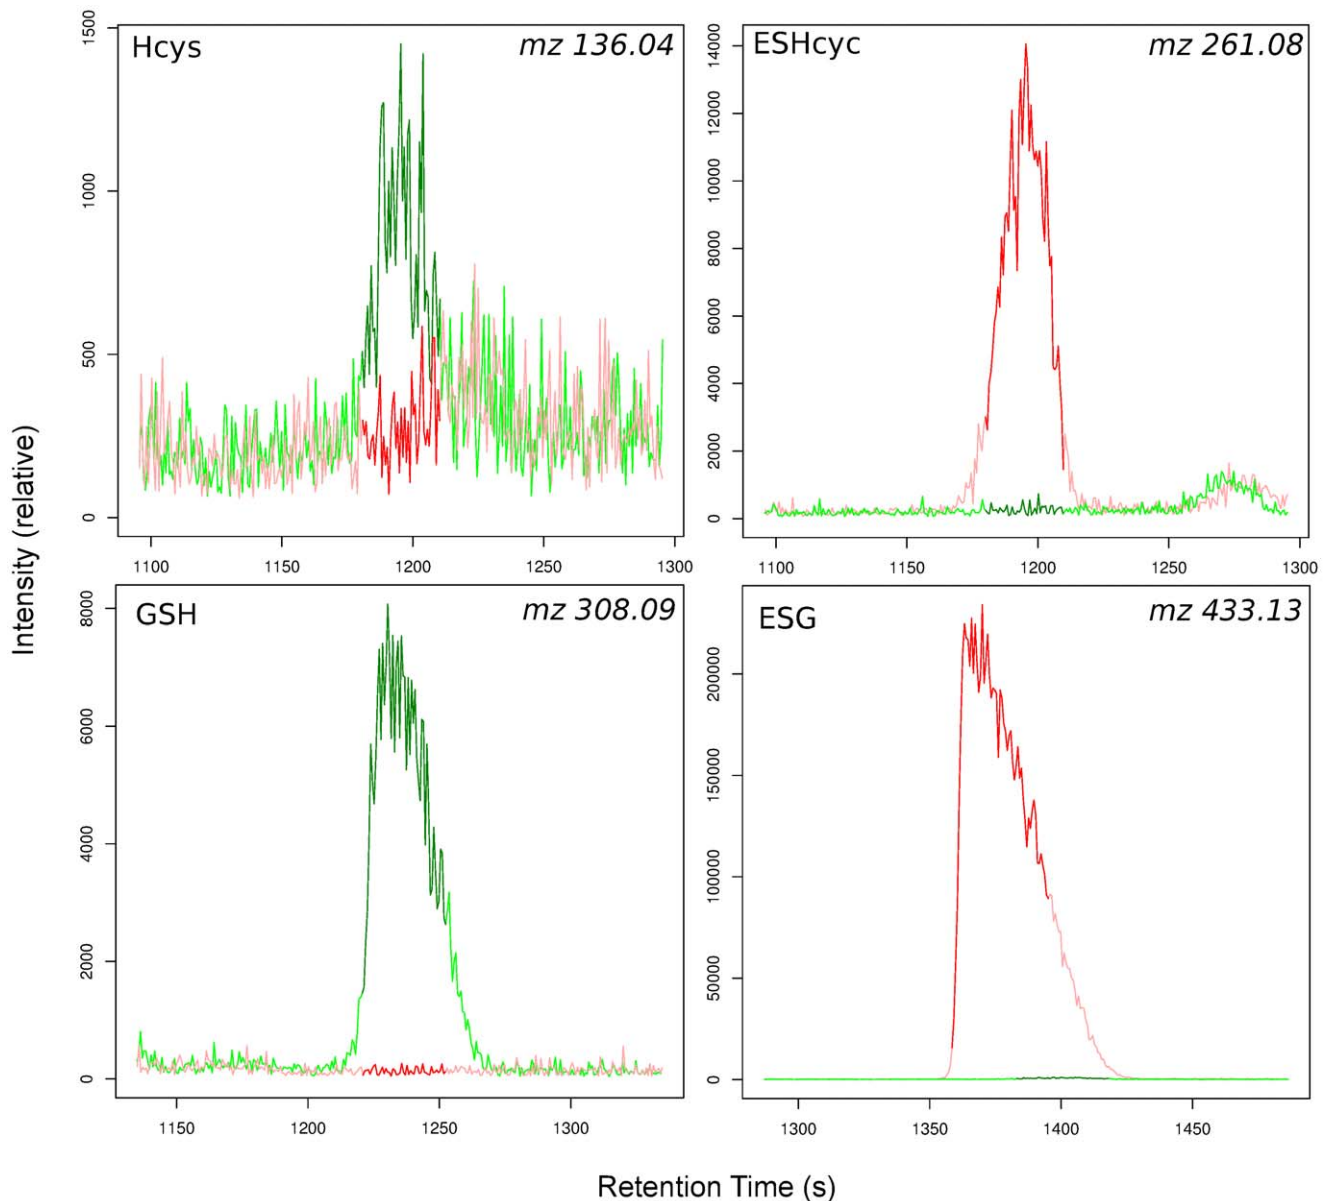 Hcys mz 136.04
1500
1000
500
0
1100 1150 1200 1250 1300
ESHcyc mz 261.08
14000
12000
10000
8000
6000
4000
2000
0
1100 1150 1200 1250 1300
GSH mz 308.09
8000
6000
4000
2000
0
1150 1200 1250 1300
ESG mz 433.13
200000
150000
100000
50000
0
1300 1350 1400 1450
Intensity (relative)
Retention Time (s)